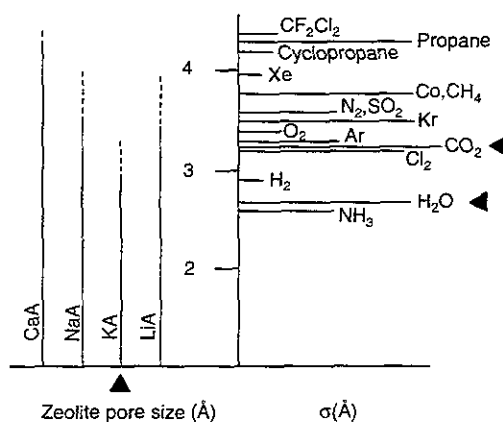 CF₂Cl₂
Propane
Cyclopropane
4
Xe
Co,CH₄
N₂,SO₂
Kr
O₂
Ar
CO₂
Cl₂
3
H₂
H₂O
NH₃
2
CaA
NaA
KA
LiA
Zeolite pore size (Å)
σ(Å)